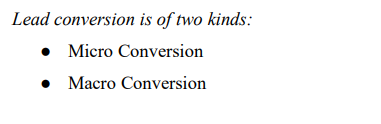 Lead conversion is of two kinds:
● Micro Conversion
● Macro Conversion